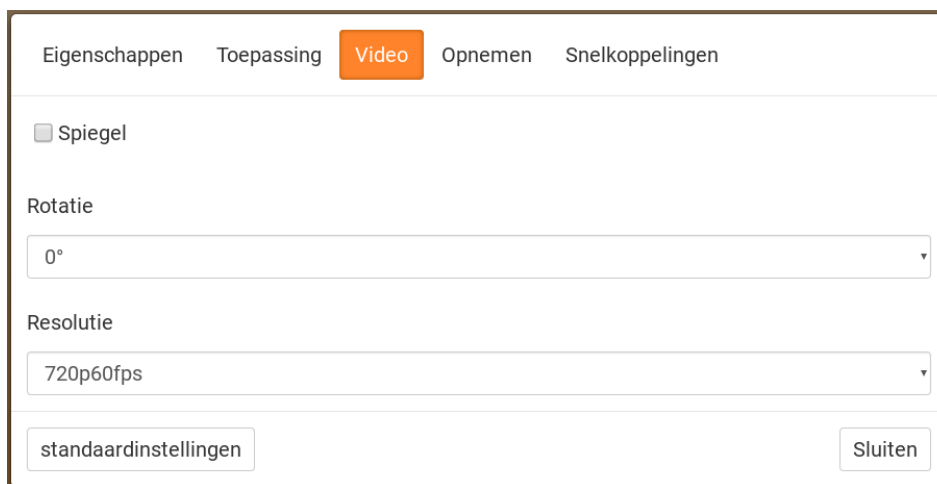 Eigenschappen Toepassing Video Opnemen Snelkoppelingen
Spiegel
Rotatie
0°
Resolutie
720p60fps
standaardinstellingen Sluiten